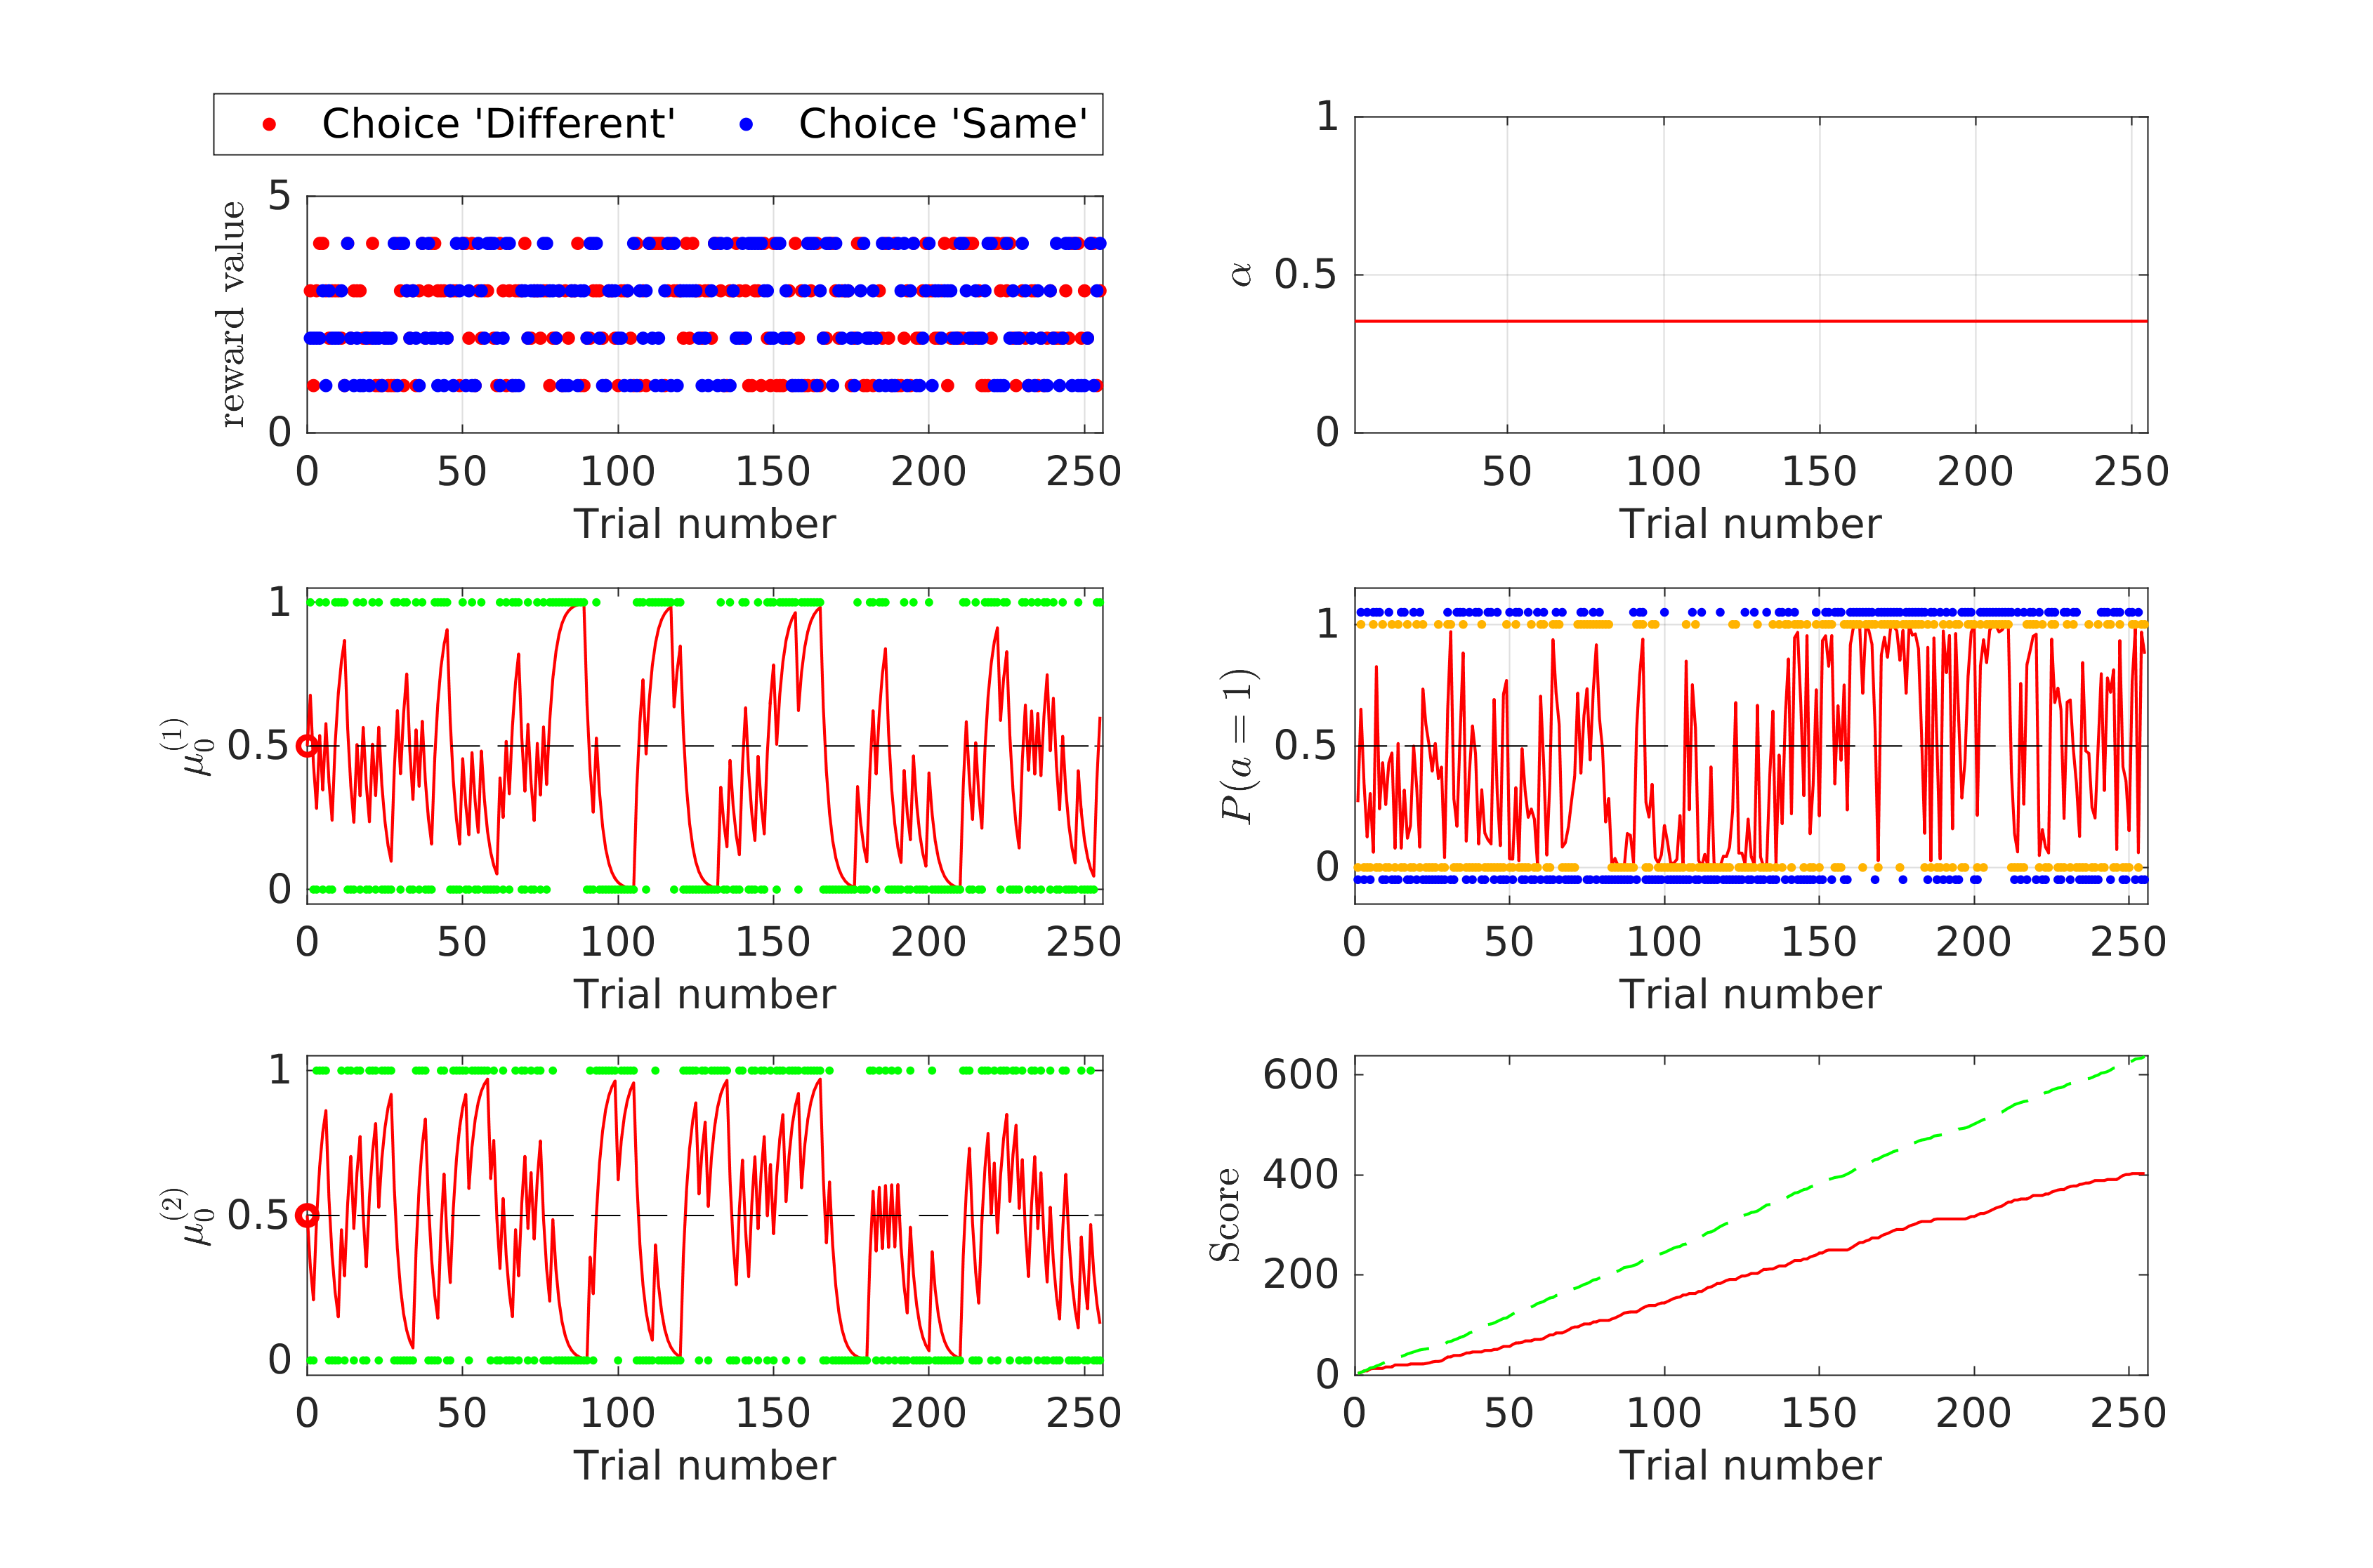 Choice 'Different' Choice 'Same'
5
0
reward value
0 50 100 150 200 250
Trial number
1
0.5
0
α
50 100 150 200 250
Trial number
1
0.5
0
μ₀⁽¹⁾
0 50 100 150 200 250
Trial number
1
0.5
0
P(a = 1)
0 50 100 150 200 250
Trial number
1
0.5
0
μ₀⁽²⁾
0 50 100 150 200 250
Trial number
600
400
200
0
Score
0 50 100 150 200 250
Trial number